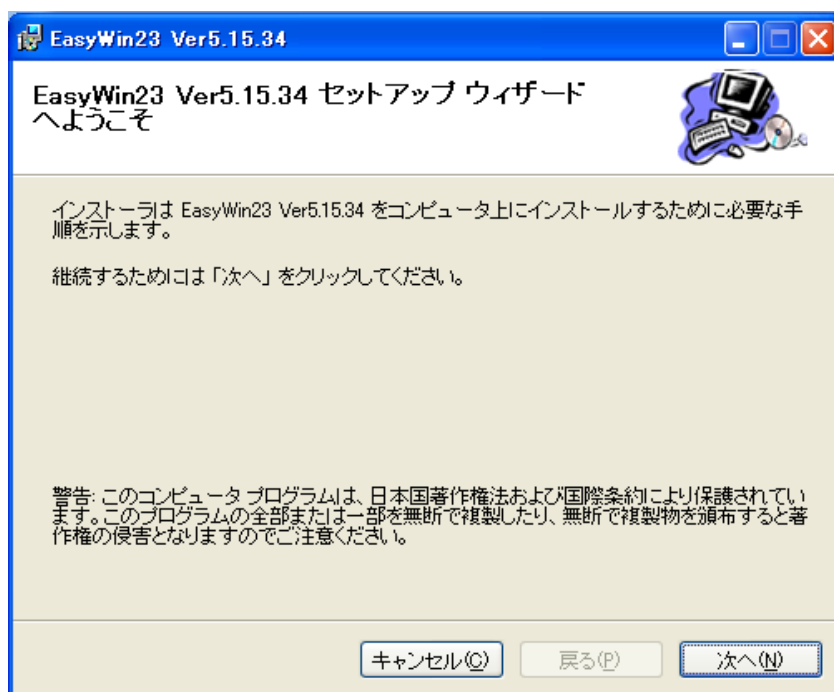 EasyWin23 Ver5.15.34
EasyWin23 Ver5.15.34 セットアップ ウィザード
へようこそ
インストーラは EasyWin23 Ver5.15.34 をコンピュータ上にインストールするために必要な手
順を示します。
継続するためには「次へ」をクリックしてください。
警告: このコンピュータ プログラムは、日本国著作権法および国際条約により保護されてい
ます。このプログラムの全部または一部を無断で複製したり、無断で複製物を頒布すると著
作権の侵害となりますのでご注意ください。
キャンセル(C)
戻る(P)
次へ(N)